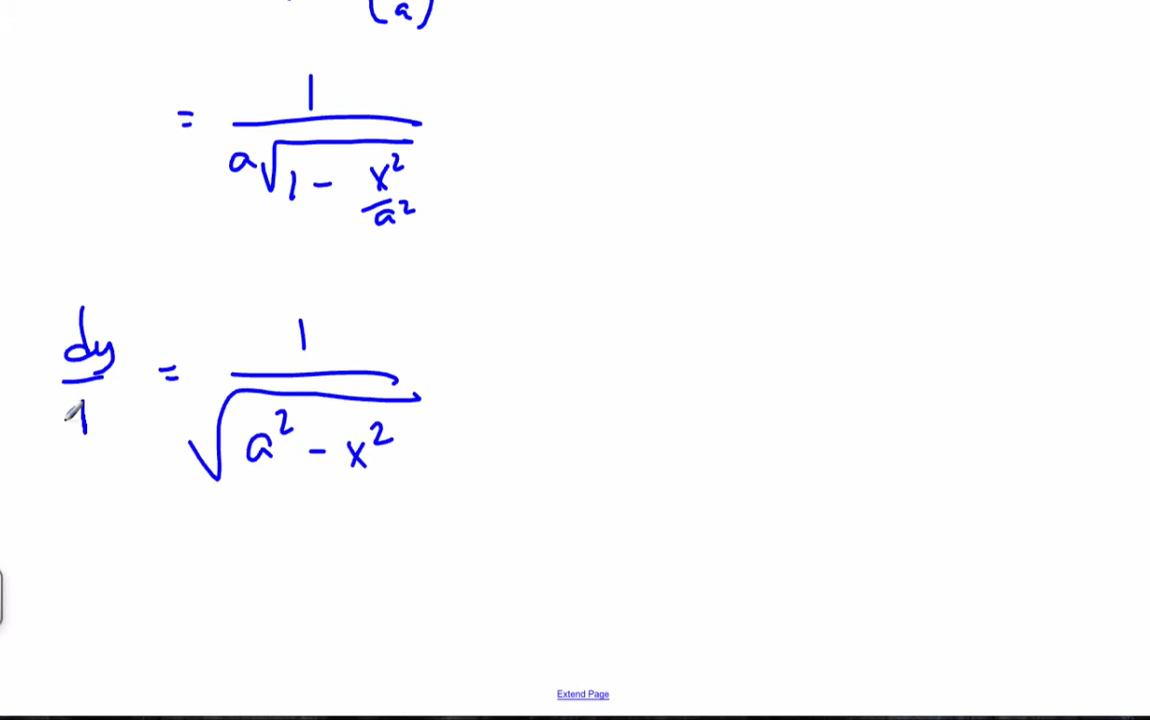 (a)
= 1 / a√(1 - x²/a²)
dy/d = 1 / √(a² - x²)
Extend Page